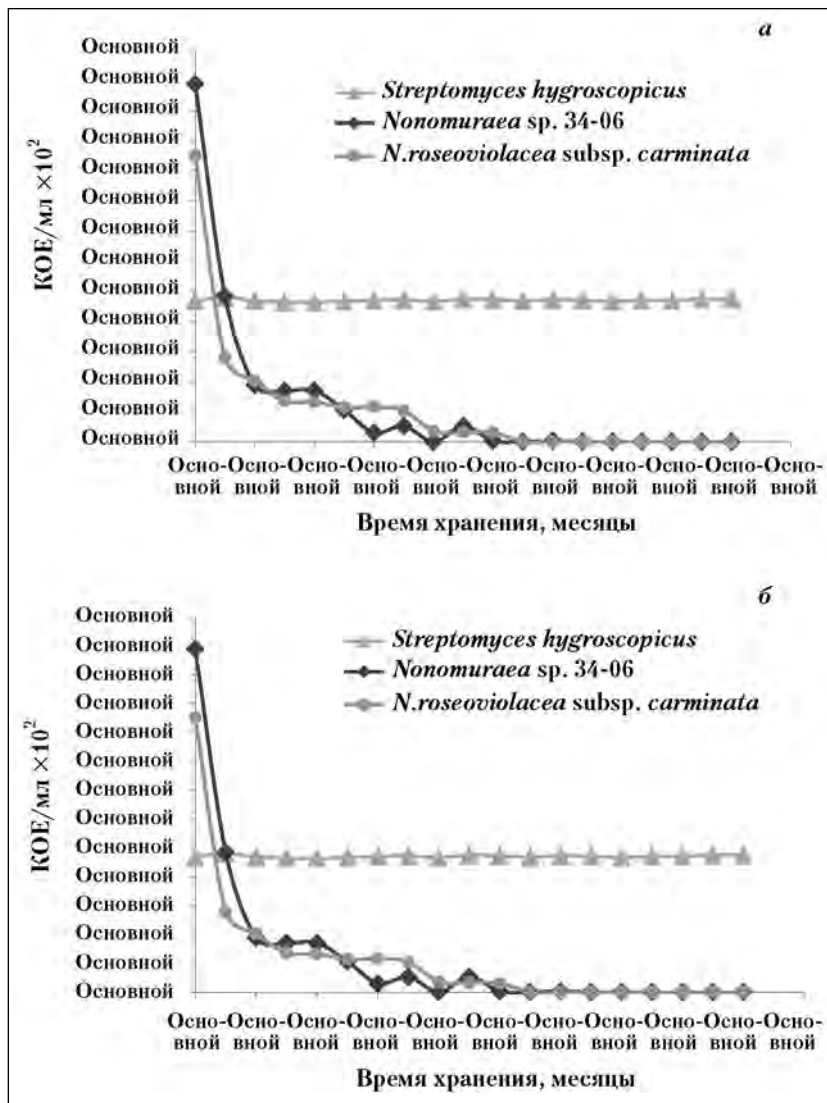 а
Основной
Основной
Основной
Основной
Основной
Основной
Основной
Основной
Основной
Основной
Основной
Основной
Основной
Основной
КОЕ/мл ×10²
Streptomyces hygroscopicus
Nonomuraea sp. 34-06
N.roseoviolacea subsp. carminata
Осно- Осно- Осно- Осно- Осно- Осно- Осно- Осно- Осно- Осно- Осно-
вной вной вной вной вной вной вной вной вной вной вной
Время хранения, месяцы
б
Основной
Основной
Основной
Основной
Основной
Основной
Основной
Основной
Основной
Основной
Основной
Основной
Основной
Основной
КОЕ/мл ×10²
Streptomyces hygroscopicus
Nonomuraea sp. 34-06
N.roseoviolacea subsp. carminata
Осно- Осно- Осно- Осно- Осно- Осно- Осно- Осно- Осно- Осно- Осно-
вной вной вной вной вной вной вной вной вной вной вной
Время хранения, месяцы